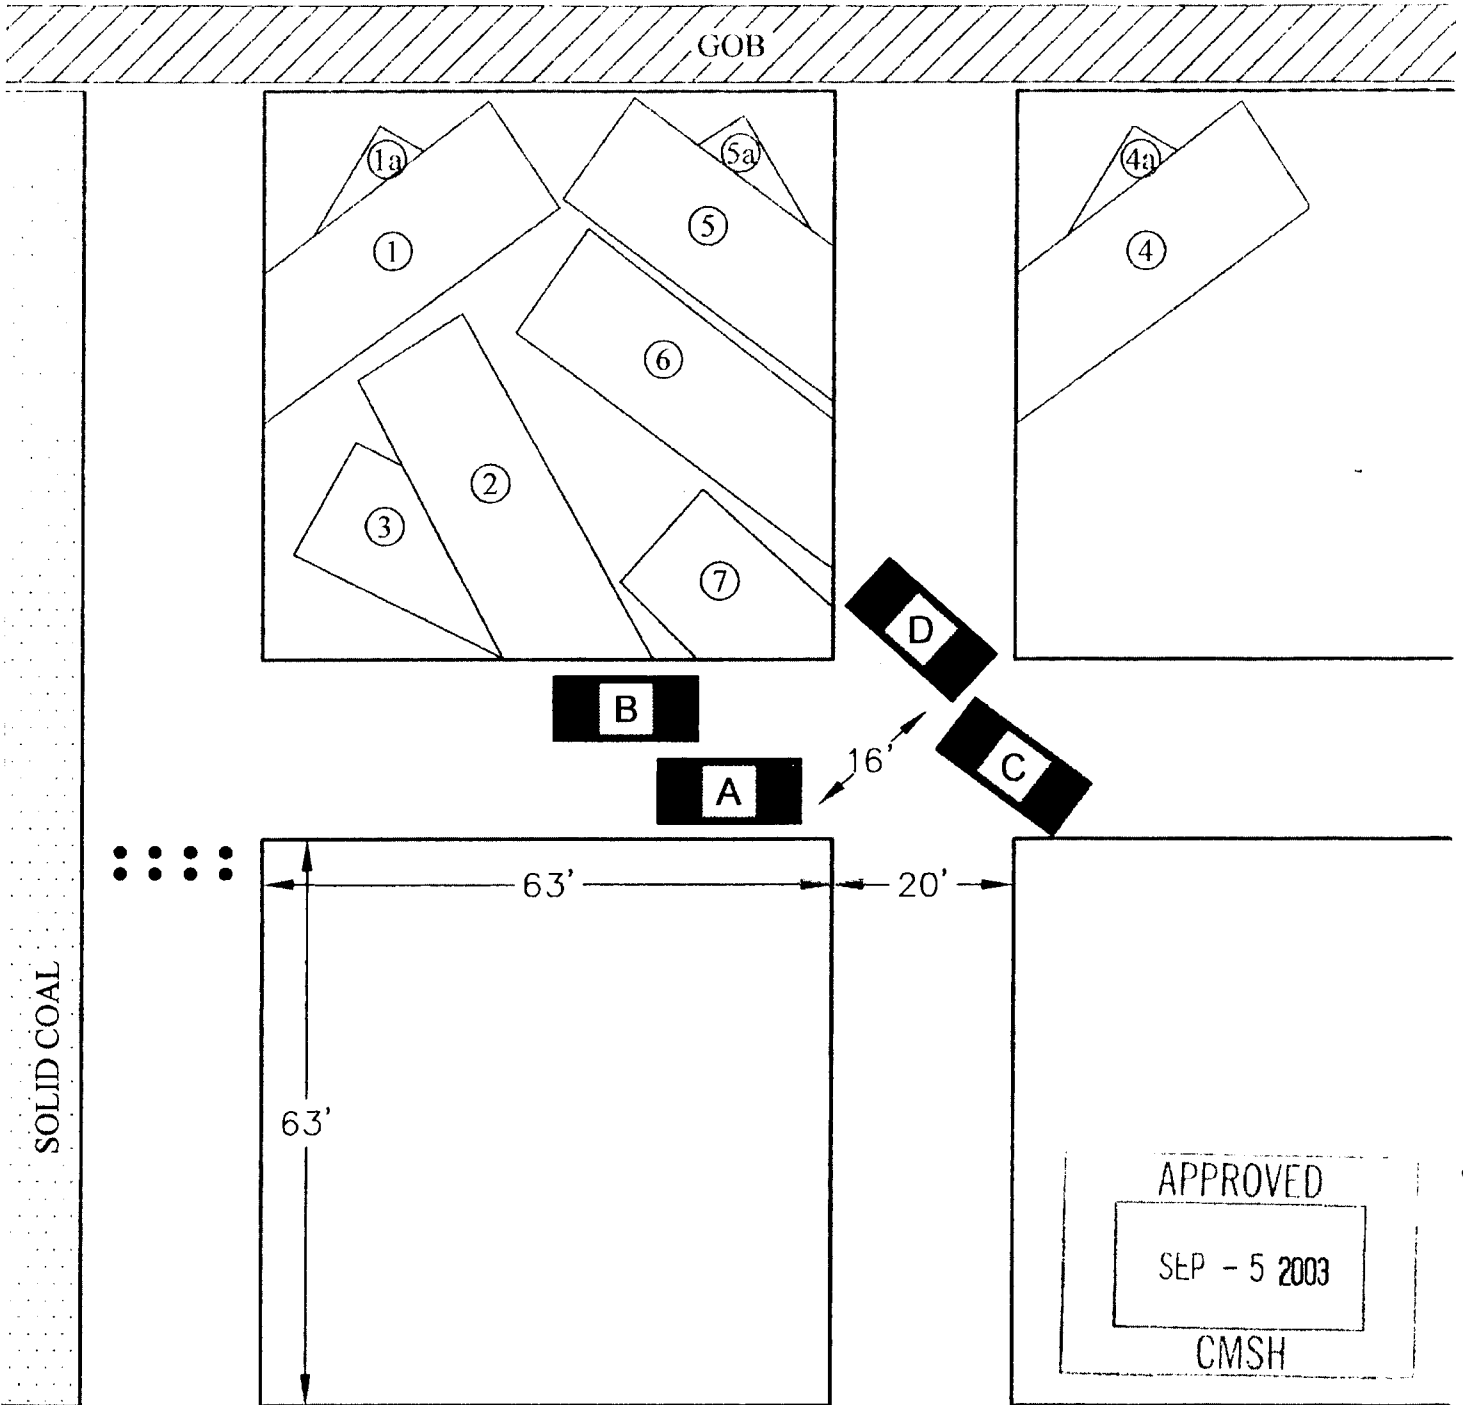 GOB
1a
5a
4a
1
5
4
6
2
3
7
D
B
C
A
16'
63'
20'
63'
SOLID COAL
APPROVED
SEP - 5 2003
CMSH